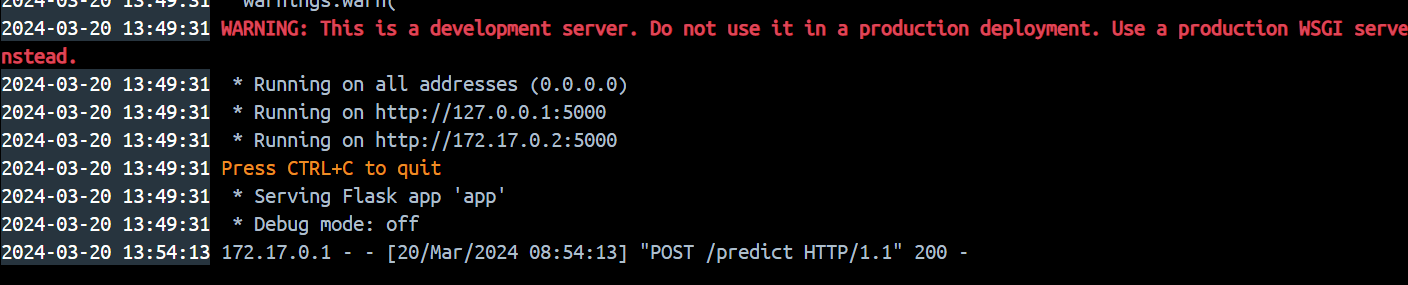 2024-03-20 13:49:31   warnings.warn(
2024-03-20 13:49:31 WARNING: This is a development server. Do not use it in a production deployment. Use a production WSGI serve
nstead.
2024-03-20 13:49:31  * Running on all addresses (0.0.0.0)
2024-03-20 13:49:31  * Running on http://127.0.0.1:5000
2024-03-20 13:49:31  * Running on http://172.17.0.2:5000
2024-03-20 13:49:31 Press CTRL+C to quit
2024-03-20 13:49:31  * Serving Flask app 'app'
2024-03-20 13:49:31  * Debug mode: off
2024-03-20 13:54:13 172.17.0.1 - - [20/Mar/2024 08:54:13] "POST /predict HTTP/1.1" 200 -